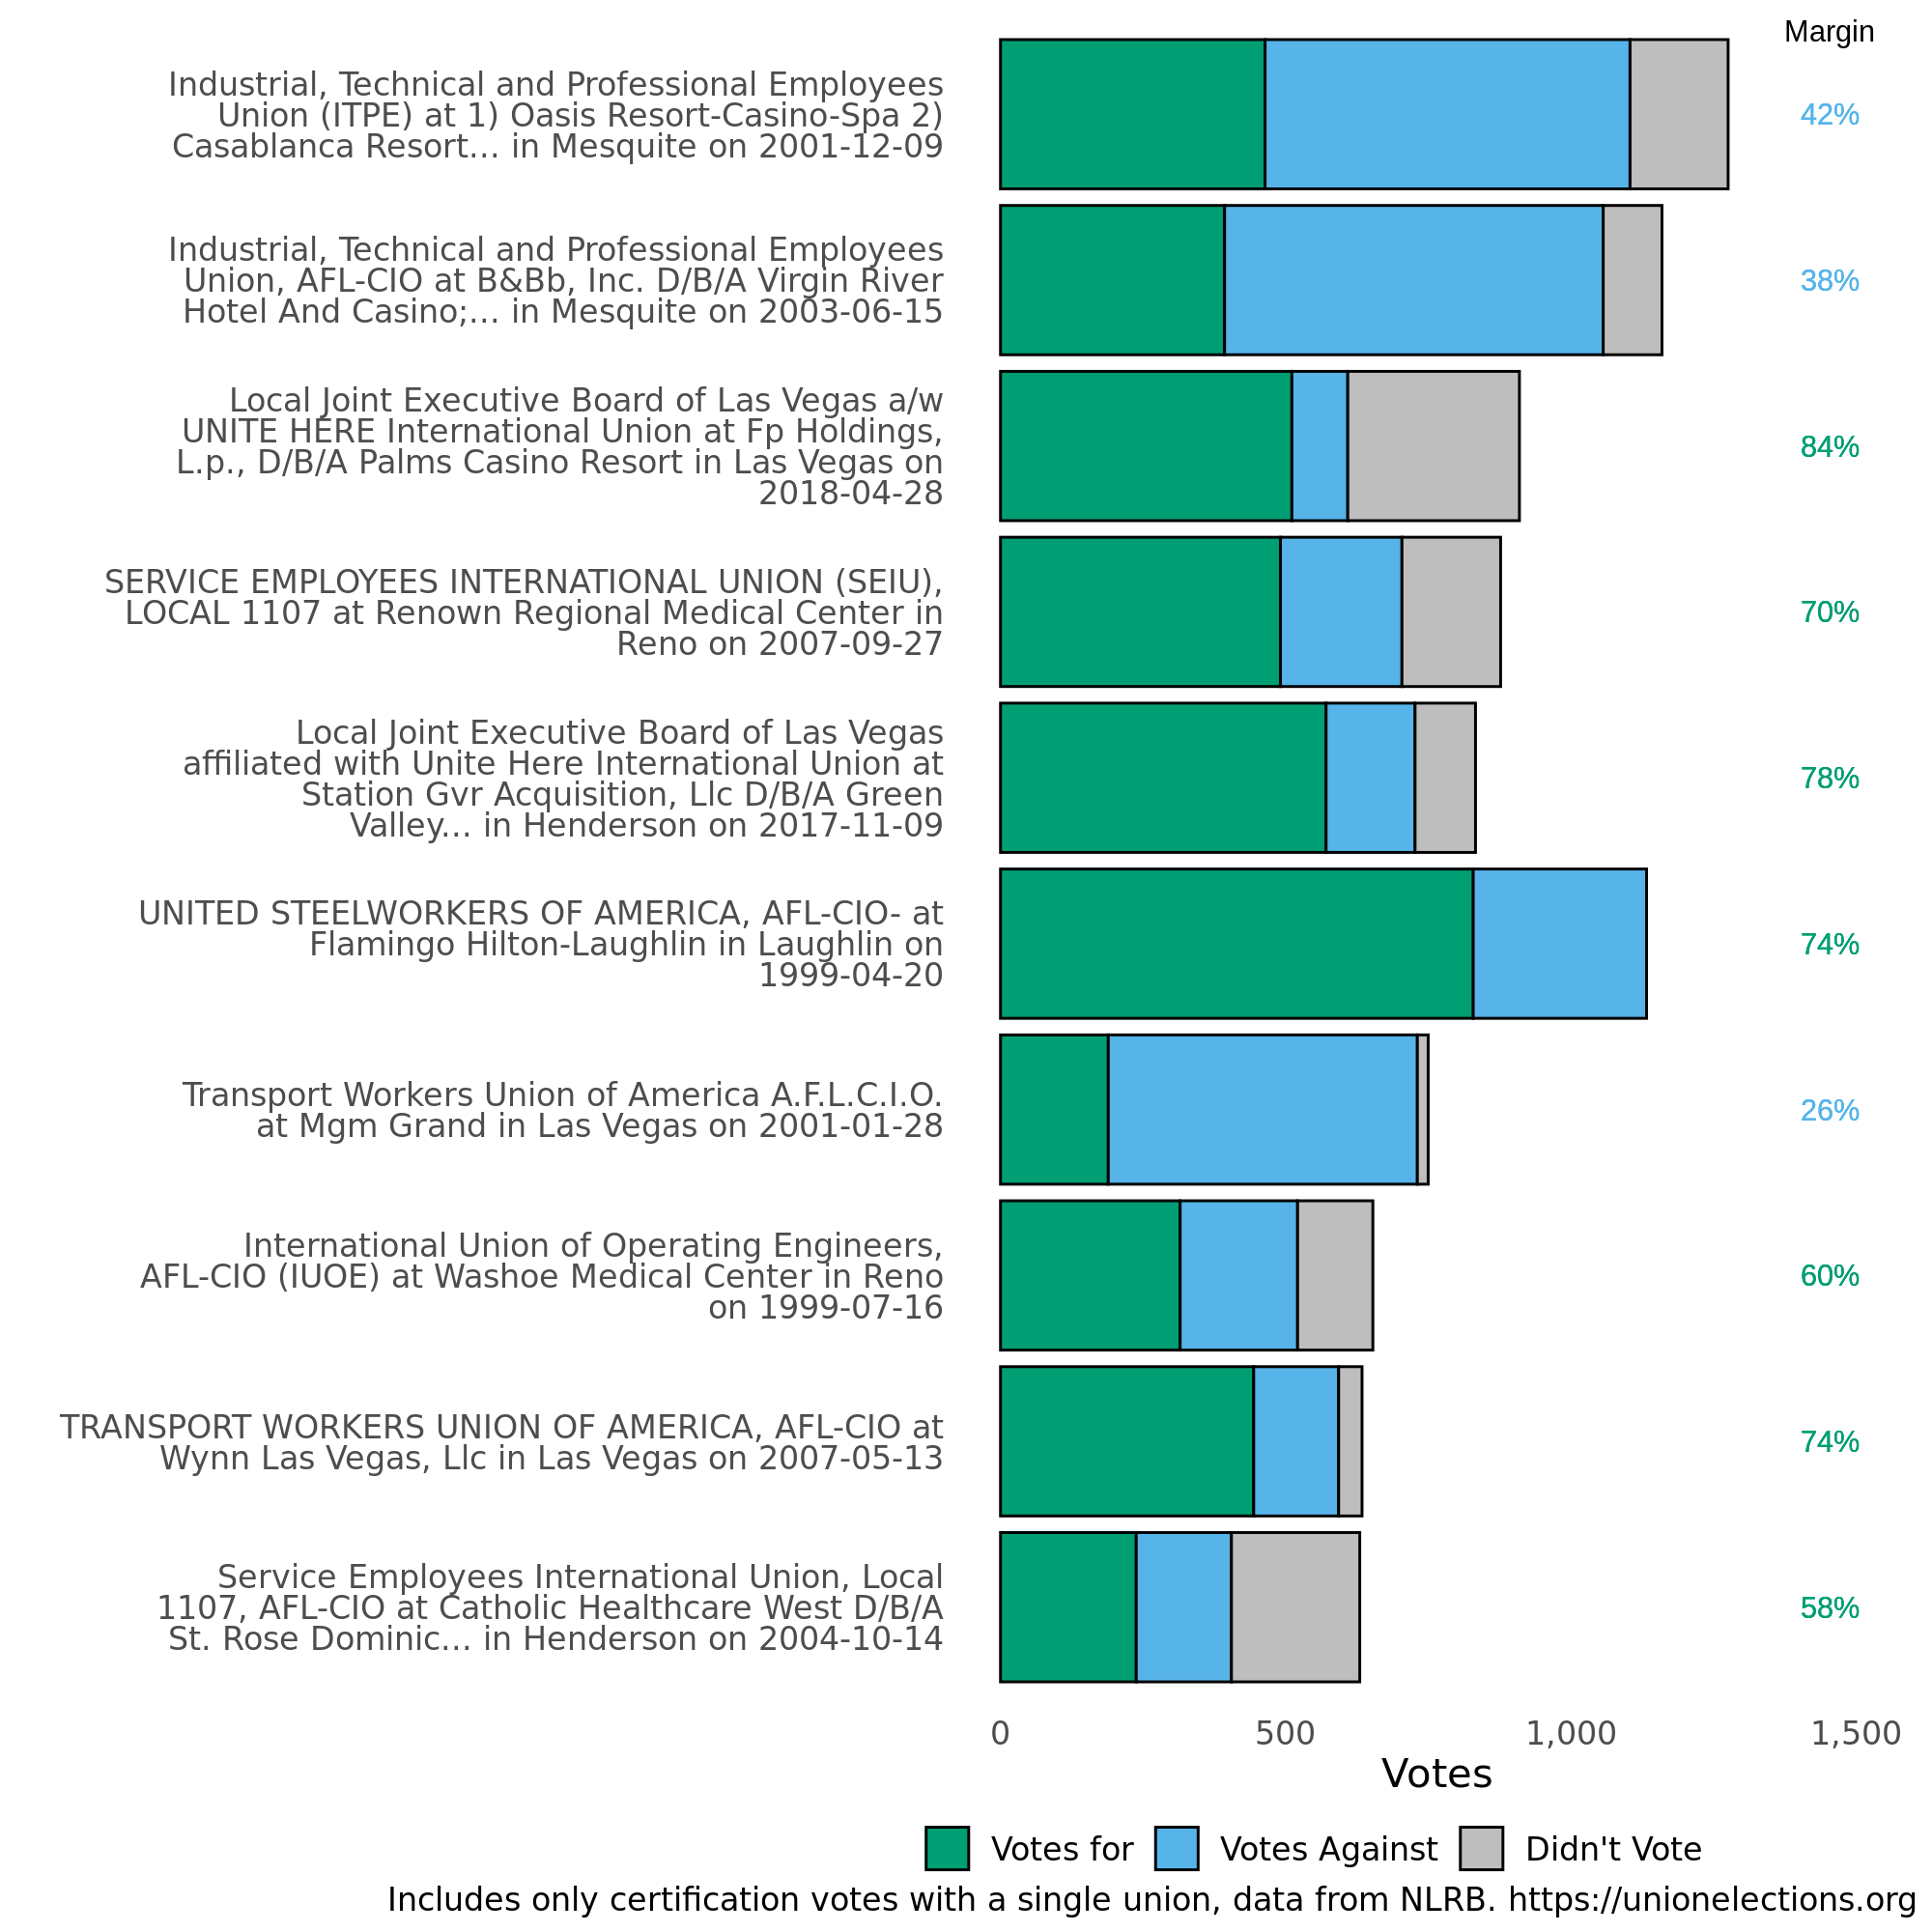 Margin
Industrial, Technical and Professional Employees
Union (ITPE) at 1) Oasis Resort-Casino-Spa 2)
Casablanca Resort... in Mesquite on 2001-12-09
42%
Industrial, Technical and Professional Employees
Union, AFL-CIO at B&Bb, Inc. D/B/A Virgin River
Hotel And Casino;... in Mesquite on 2003-06-15
38%
Local Joint Executive Board of Las Vegas a/w
UNITE HERE International Union at Fp Holdings,
L.p., D/B/A Palms Casino Resort in Las Vegas on
2018-04-28
84%
SERVICE EMPLOYEES INTERNATIONAL UNION (SEIU),
LOCAL 1107 at Renown Regional Medical Center in
Reno on 2007-09-27
70%
Local Joint Executive Board of Las Vegas
affiliated with Unite Here International Union at
Station Gvr Acquisition, Llc D/B/A Green
Valley... in Henderson on 2017-11-09
78%
UNITED STEELWORKERS OF AMERICA, AFL-CIO- at
Flamingo Hilton-Laughlin in Laughlin on
1999-04-20
74%
Transport Workers Union of America A.F.L.C.I.O.
at Mgm Grand in Las Vegas on 2001-01-28
26%
International Union of Operating Engineers,
AFL-CIO (IUOE) at Washoe Medical Center in Reno
on 1999-07-16
60%
TRANSPORT WORKERS UNION OF AMERICA, AFL-CIO at
Wynn Las Vegas, Llc in Las Vegas on 2007-05-13
74%
Service Employees International Union, Local
1107, AFL-CIO at Catholic Healthcare West D/B/A
St. Rose Dominic... in Henderson on 2004-10-14
58%
0 500 1,000 1,500
Votes
Votes for Votes Against Didn't Vote
Includes only certification votes with a single union, data from NLRB. https://unionelections.org